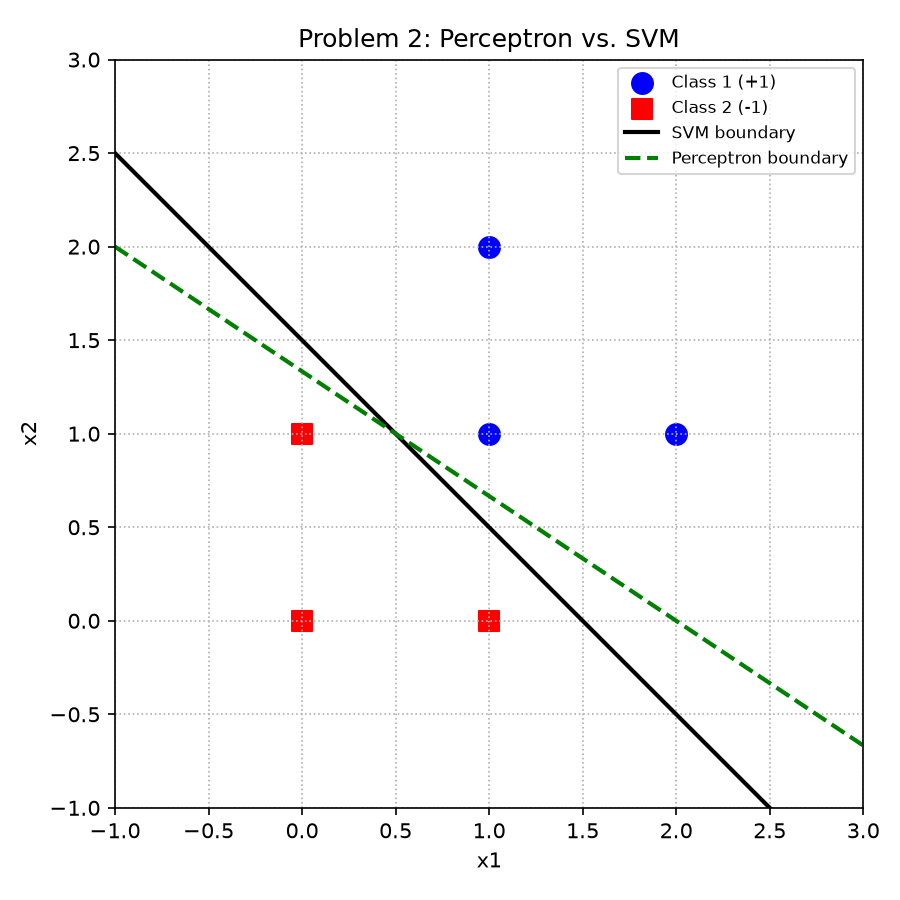 Problem 2: Perceptron vs. SVM
Class 1 (+1)
Class 2 (-1)
SVM boundary
Perceptron boundary
3.0
2.5
2.0
1.5
1.0
0.5
0.0
−0.5
−1.0
x2
−1.0 −0.5 0.0 0.5 1.0 1.5 2.0 2.5 3.0
x1